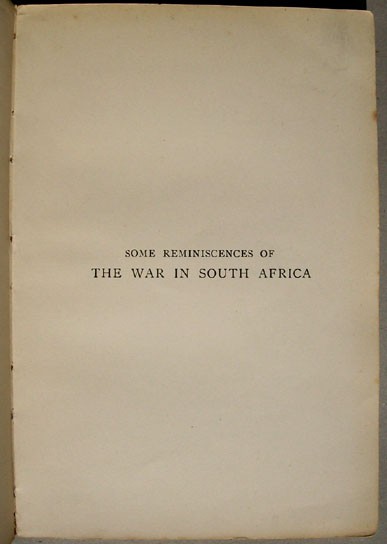 SOME REMINISCENCES OF
THE WAR IN SOUTH AFRICA